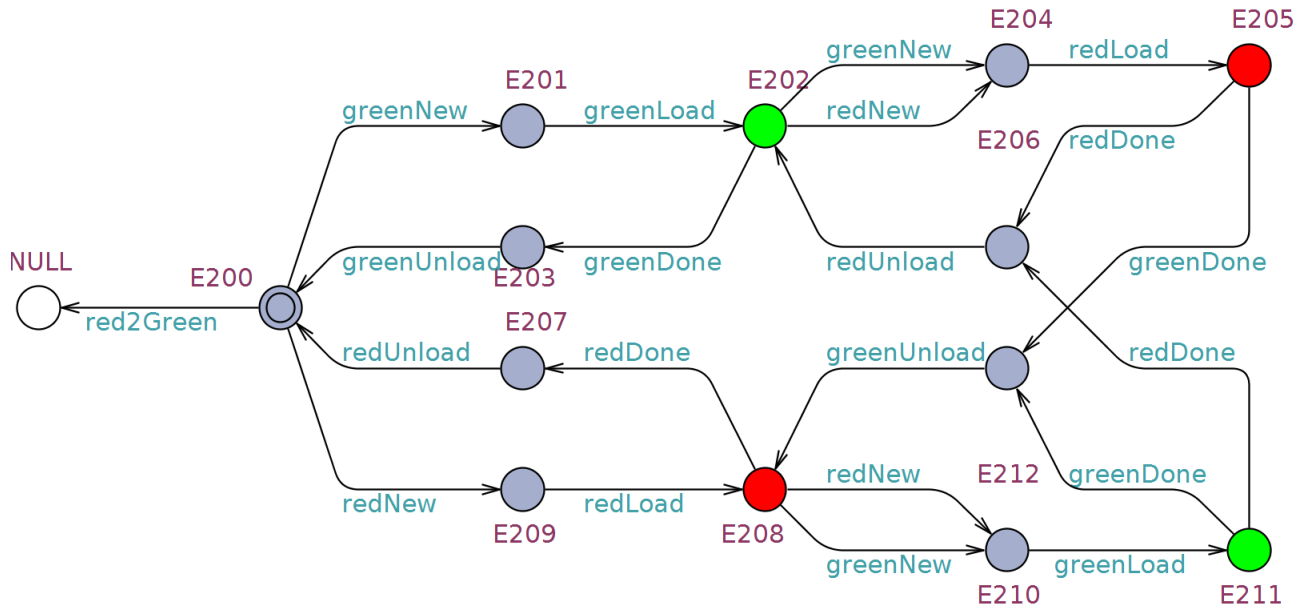 E204
E205
greenNew
redLoad
E201
E202
greenNew
greenLoad
redNew
E206
redDone
NULL
E200
greenUnload
E203
greenDone
redUnload
greenDone
red2Green
E207
redUnload
redDone
greenUnload
redDone
redNew
E212
greenDone
redNew
redLoad
E209
E208
greenNew
greenLoad
E210
E211